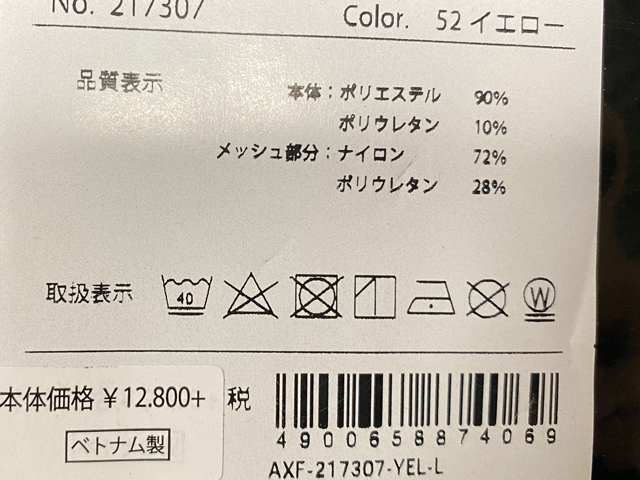 No. 217307 Color. 52 イエロー
品質表示 本体：ポリエステル 90%
ポリウレタン 10%
メッシュ部分：ナイロン 72%
ポリウレタン 28%
取扱表示 40 W
本体価格 ¥12,800+ 税
ベトナム製
4900658874069
AXF-217307-YEL-L